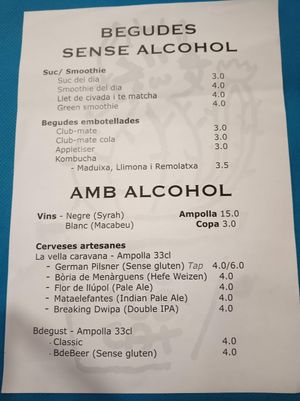 BEGUDES
SENSE ALCOHOL
Suc/ Smoothie
Suc del dia 3.0
Smoothie del dia 4.0
Llet de civada i te matcha 4.0
Green smoothie 4.0
Begudes embotellades
Club-mate 3.0
Club-mate cola 3.0
Appletiser 3.0
Kombucha
- Maduixa, Llimona i Remolatxa 3.5
AMB ALCOHOL
Vins - Negre (Syrah) Ampolla 15.0
Blanc (Macabeu) Copa 3.0
Cerveses artesanes
La vella caravana - Ampolla 33cl
- German Pilsner (Sense gluten) Tap 4.0/6.0
- Bòria de Menàrguens (Hefe Weizen) 4.0
- Flor de llúpol (Pale Ale) 4.0
- Mataelefantes (Indian Pale Ale) 4.0
- Breaking Dwipa (Double IPA) 4.0
Bdegust - Ampolla 33cl
- Classic 4.0
- BdeBeer (Sense gluten) 4.0